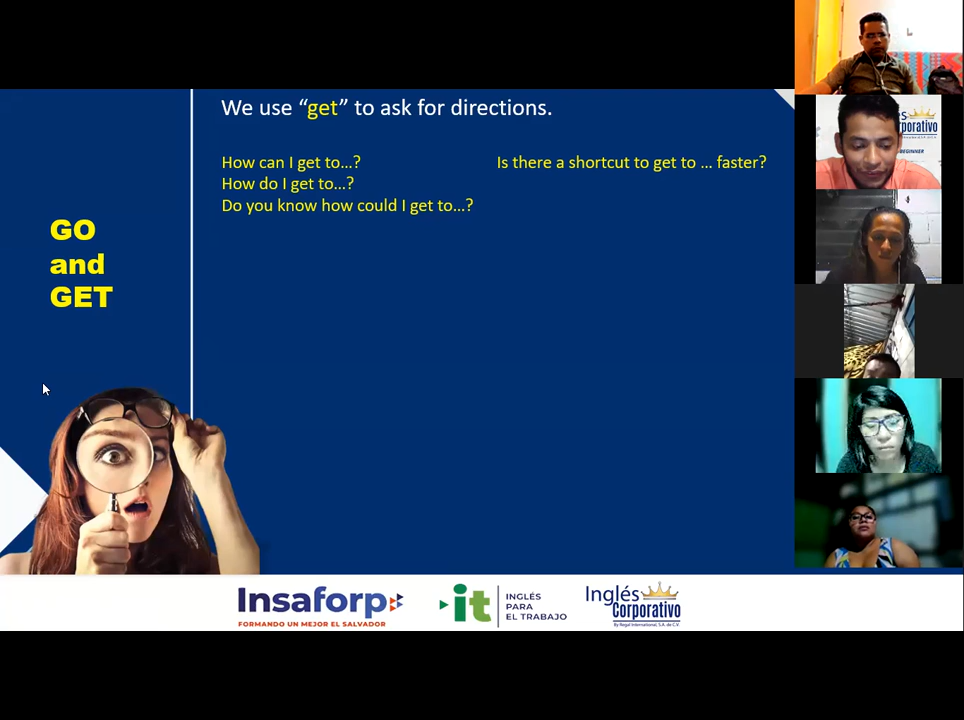 We use “get” to ask for directions.
How can I get to...?
How do I get to...?
Do you know how could I get to...?
Is there a shortcut to get to ... faster?
GO
and
GET
Insaforp
FORMANDO UN MEJOR EL SALVADOR
it
INGLÉS
PARA
EL TRABAJO
Inglés
Corporativo
By Regal International, S.A. de C.V.